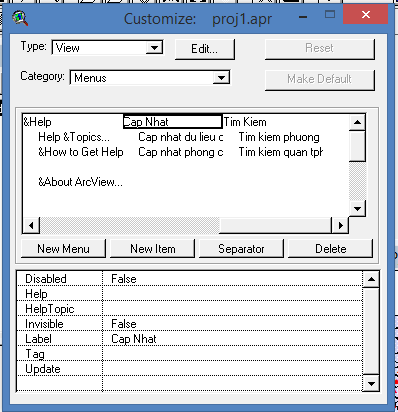 Customize: proj1.apr
Type: View Edit... Reset
Category: Menus Make Default
&Help Cap Nhat Tim Kiem
Help &Topics... Cap nhat du lieu c Tim kiem phuong
&How to Get Help Cap nhat phong c Tim kiem quan tph
&About ArcView...
New Menu New Item Separator Delete
Disabled False
Help
HelpTopic
Invisible False
Label Cap Nhat
Tag
Update